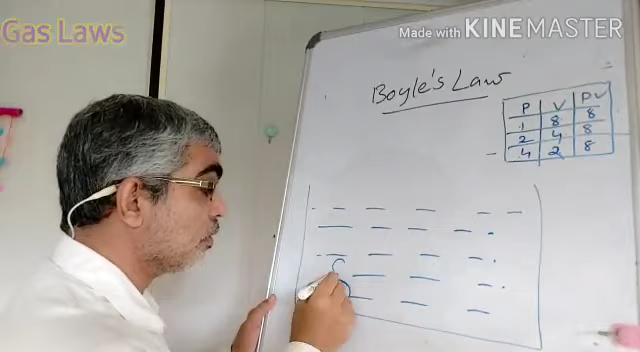 Gas Laws
Made with KINEMASTER
Boyle's Law
P V PV
1 8 8
2 4 8
4 2 8